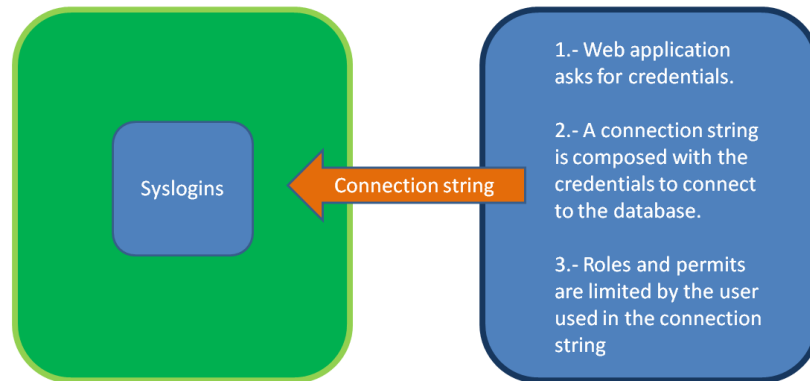 Syslogins
Connection string
1.- Web application
asks for credentials.
2.- A connection string
is composed with the
credentials to connect
to the database.
3.- Roles and permits
are limited by the user
used in the connection
string